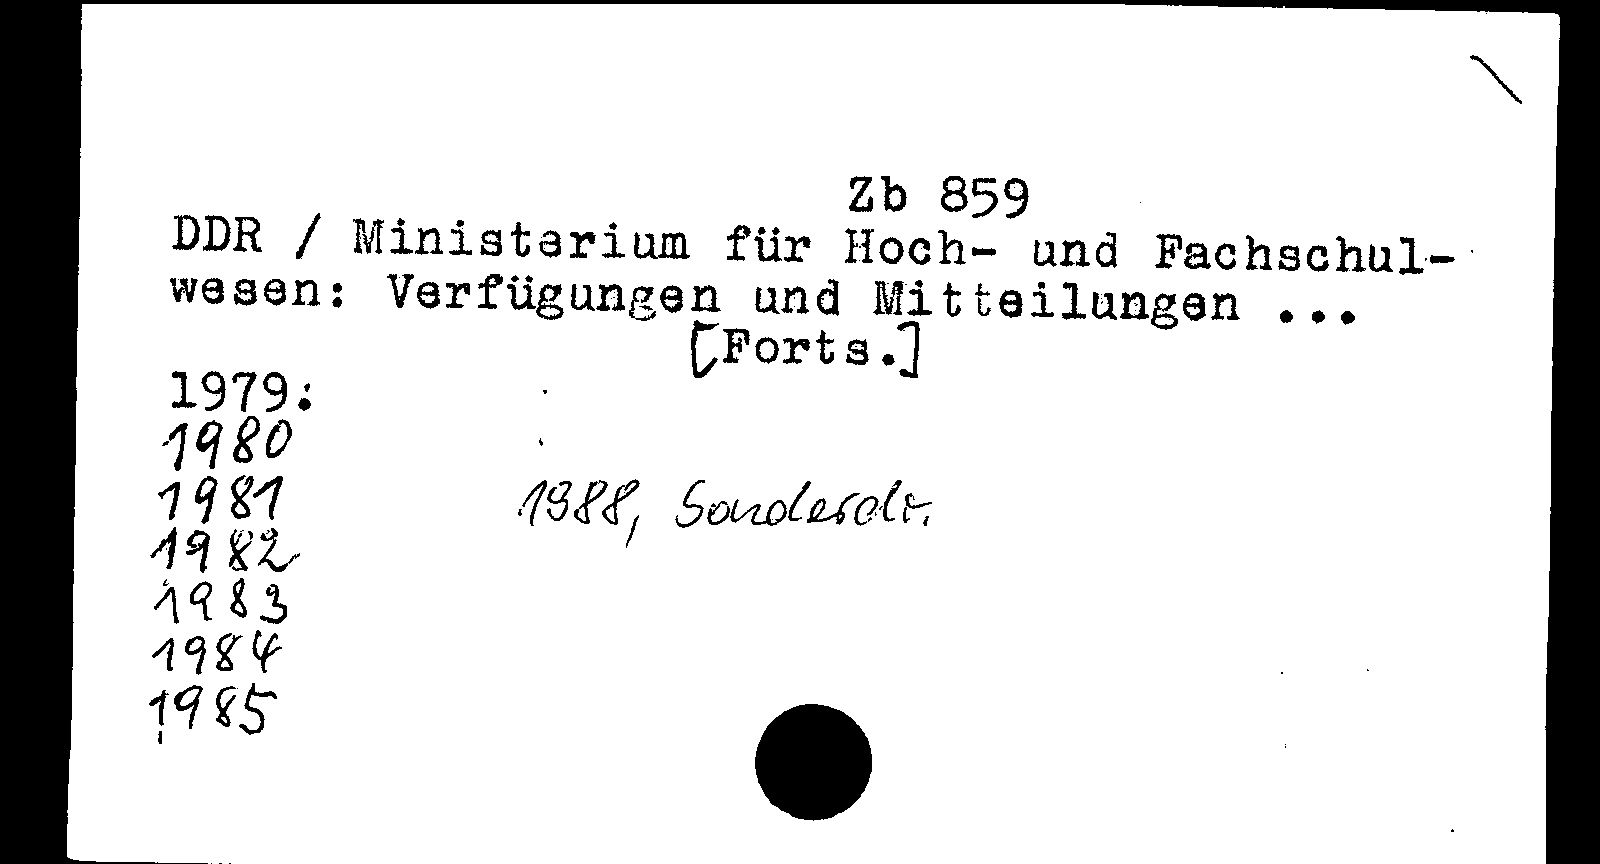 Zb 859
DDR / Ministerium für Hoch- und Fachschul-
wesen: Verfügungen und Mitteilungen ...
[Forts.]
1979:
1980
1981
1988, Sonderdr.
1982
1983
1984
1985